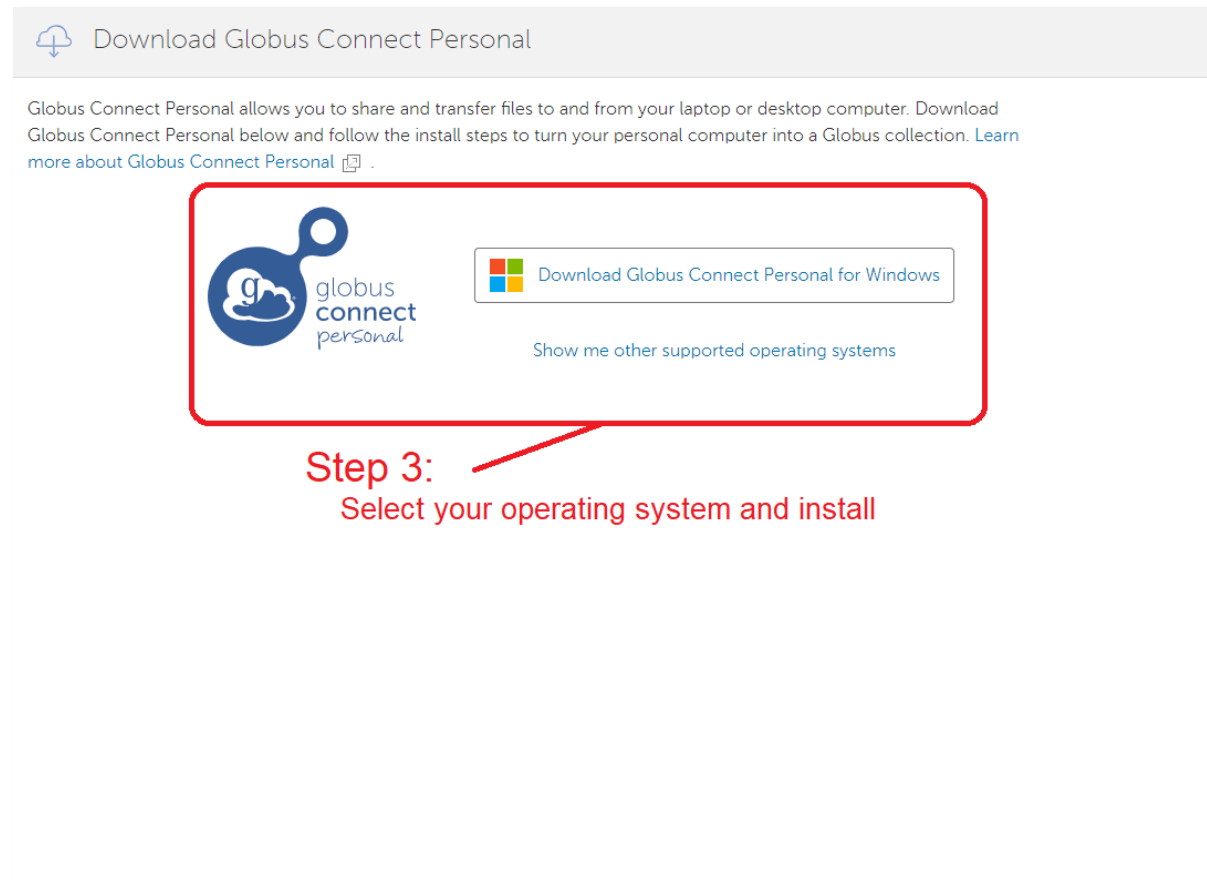 Download Globus Connect Personal
Globus Connect Personal allows you to share and transfer files to and from your laptop or desktop computer. Download
Globus Connect Personal below and follow the install steps to turn your personal computer into a Globus collection. Learn
more about Globus Connect Personal .
g
globus
connect
personal
Download Globus Connect Personal for Windows
Show me other supported operating systems
Step 3:
Select your operating system and install